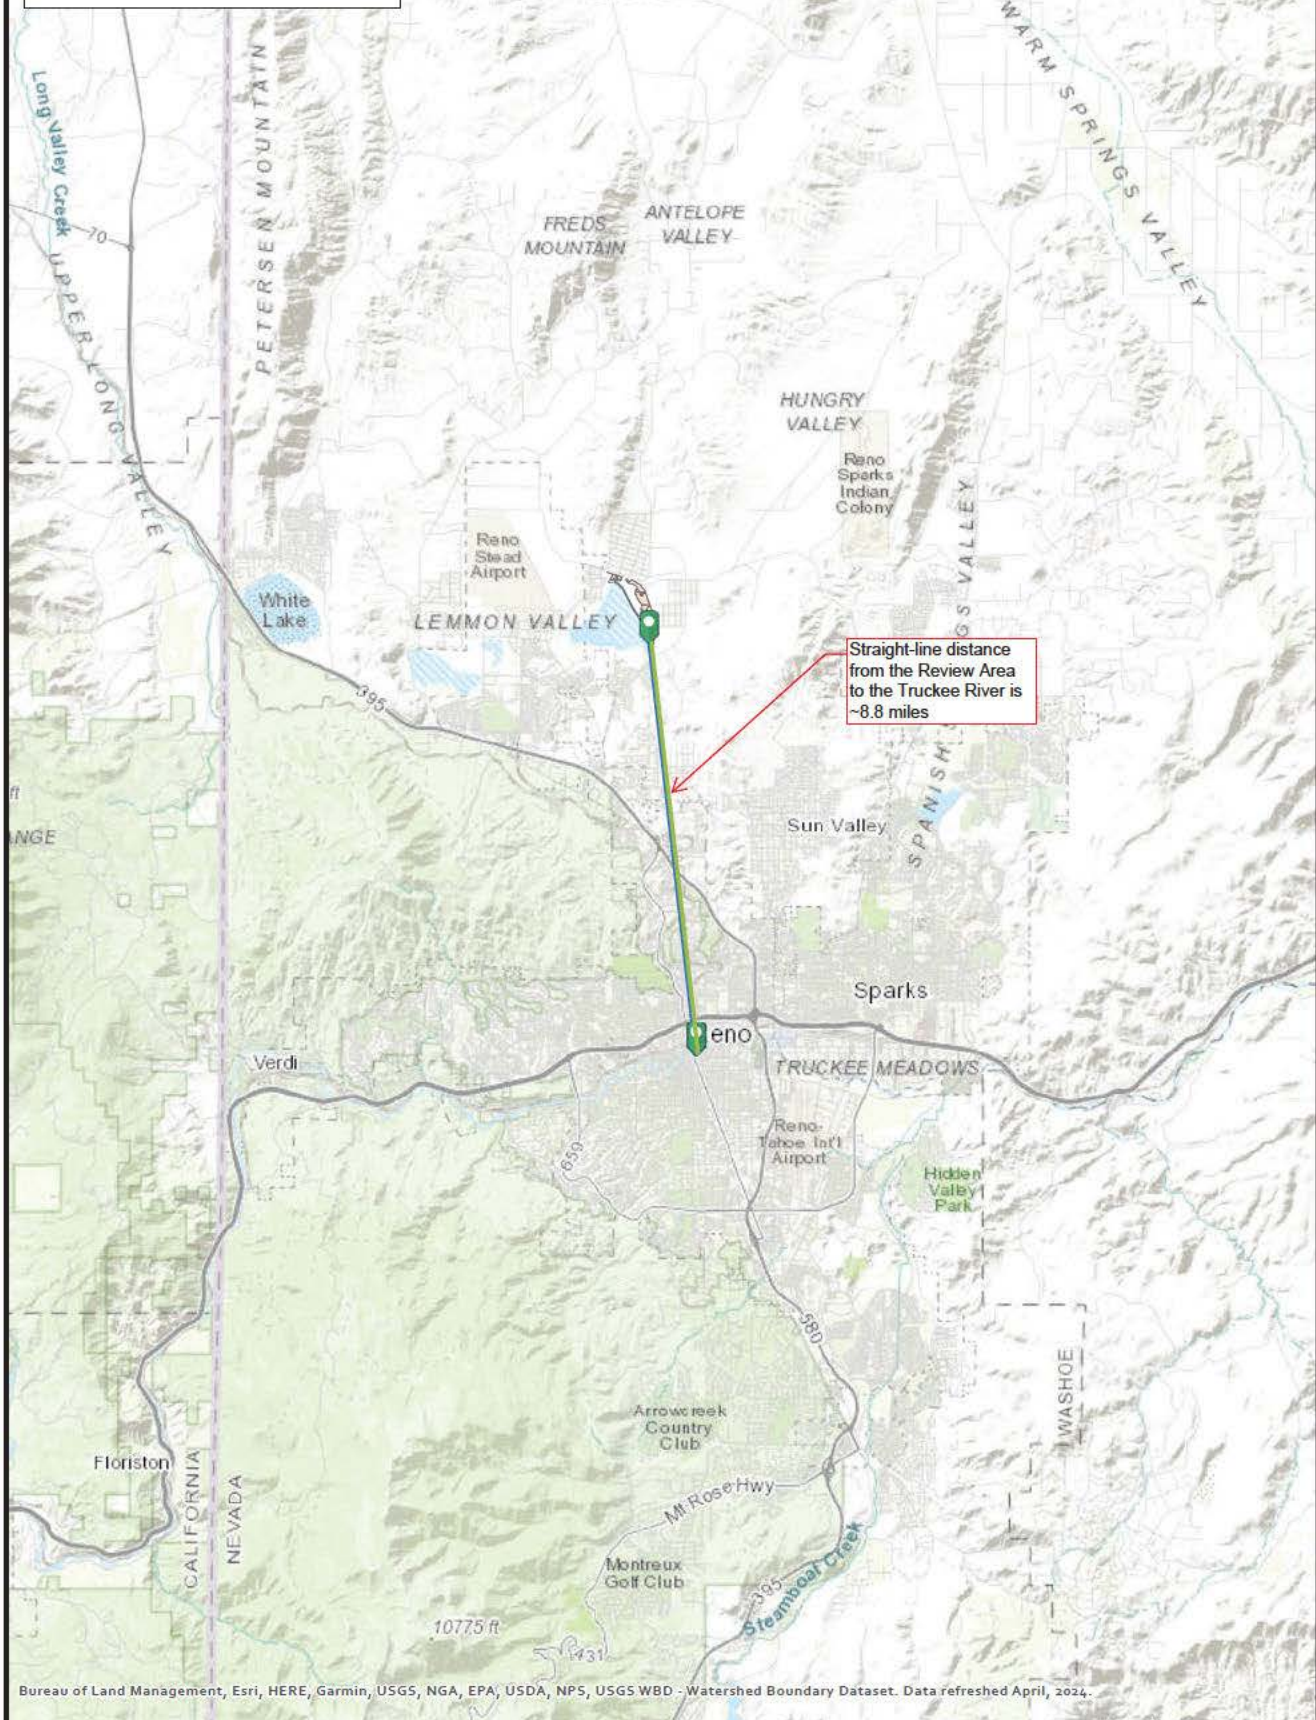 WARM SPRINGS VALLEY
Long Valley Creek
PETERSEN MOUNTAIN
70
UPPER LONG VALLEY
FREDS
MOUNTAIN
ANTELOPE
VALLEY
HUNGRY
VALLEY
Reno
Sparks
Indian
Colony
Reno
Stead
Airport
White
Lake
LEMMON VALLEY
395
Straight-line distance
from the Review Area
to the Truckee River is
~8.8 miles
SPANISH
GS VALLEY
ft
ANGE
Sun Valley
Sparks
eno
Verdi
TRUCKEE MEADOWS
659
Reno-
Tahoe Int'l
Airport
Hidden
Valley
Park
580
WASHOE
Arrowcreek
Country
Club
Floriston
CALIFORNIA
NEVADA
Mt Rose Hwy
Montreux
Golf Club
395
Steamboat Creek
10775 ft
431
Bureau of Land Management, Esri, HERE, Garmin, USGS, NGA, EPA, USDA, NPS, USGS WBD - Watershed Boundary Dataset. Data refreshed April, 2024.